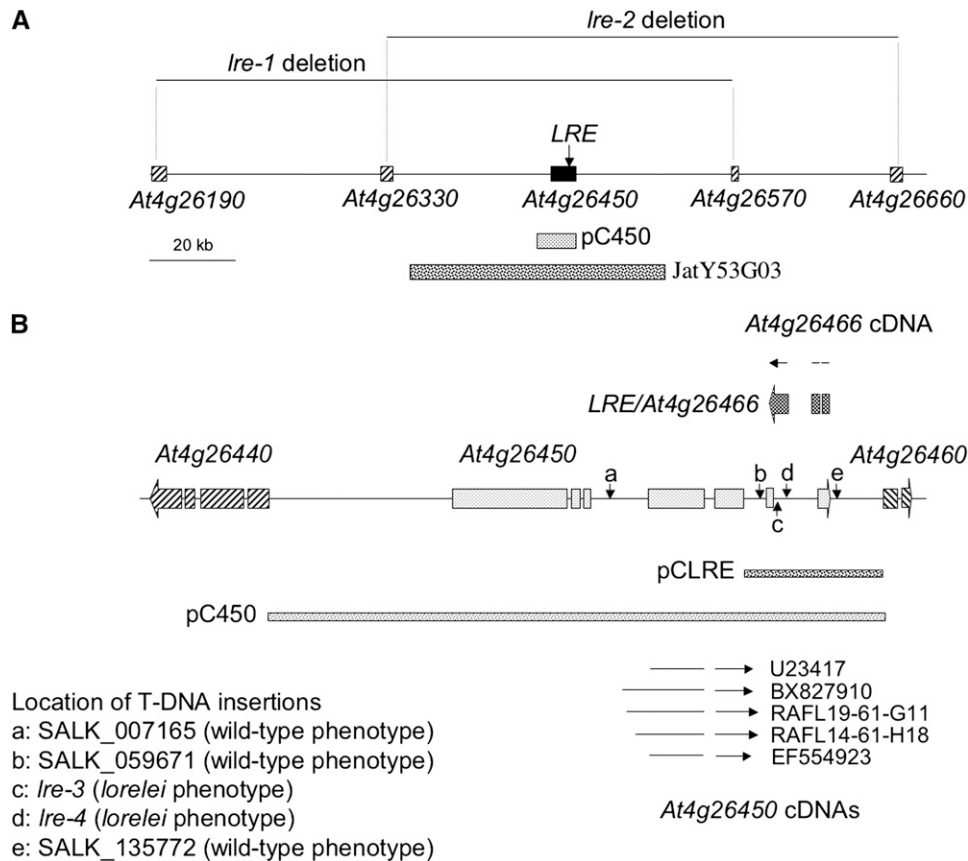 A
lre-2 deletion
lre-1 deletion
LRE
At4g26190
At4g26330
At4g26450
At4g26570
At4g26660
20 kb
pC450
JatY53G03
B
At4g26466 cDNA
LRE/At4g26466
At4g26440
At4g26450
At4g26460
a
b
d
e
c
pCLRE
pC450
U23417
BX827910
RAFL19-61-G11
RAFL14-61-H18
EF554923
At4g26450 cDNAs
Location of T-DNA insertions
a: SALK_007165 (wild-type phenotype)
b: SALK_059671 (wild-type phenotype)
c: lre-3 (lorelei phenotype)
d: lre-4 (lorelei phenotype)
e: SALK_135772 (wild-type phenotype)